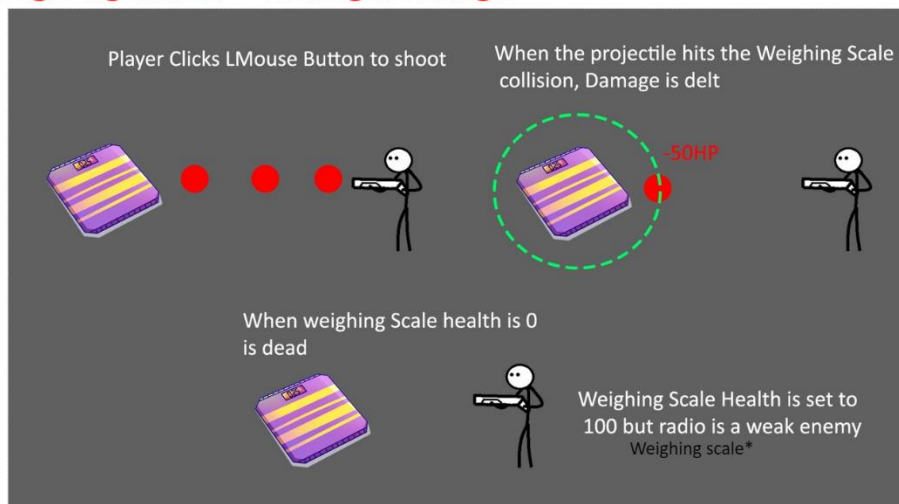 Player Clicks LMouse Button to shoot
When the projectile hits the Weighing Scale
collision, Damage is delt
-50HP
When weighing Scale health is 0
is dead
Weighing Scale Health is set to
100 but radio is a weak enemy
Weighing scale*